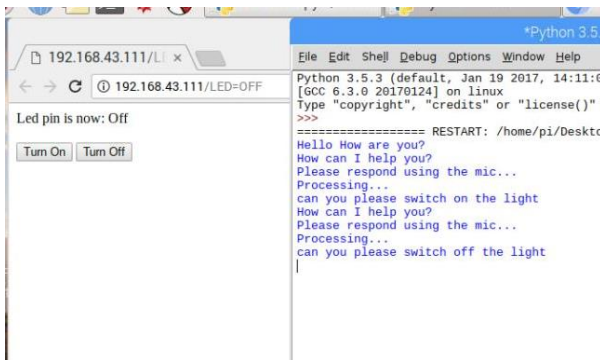 192.168.43.111/L
192.168.43.111/LED=OFF
Led pin is now: Off
Turn On Turn Off
*Python 3.5
File Edit Shell Debug Options Window Help
Python 3.5.3 (default, Jan 19 2017, 14:11:0
[GCC 6.3.0 20170124] on linux
Type "copyright", "credits" or "license()"
>>>
================== RESTART: /home/pi/Deskto
Hello How are you?
How can I help you?
Please respond using the mic...
Processing...
can you please switch on the light
How can I help you?
Please respond using the mic...
Processing...
can you please switch off the light